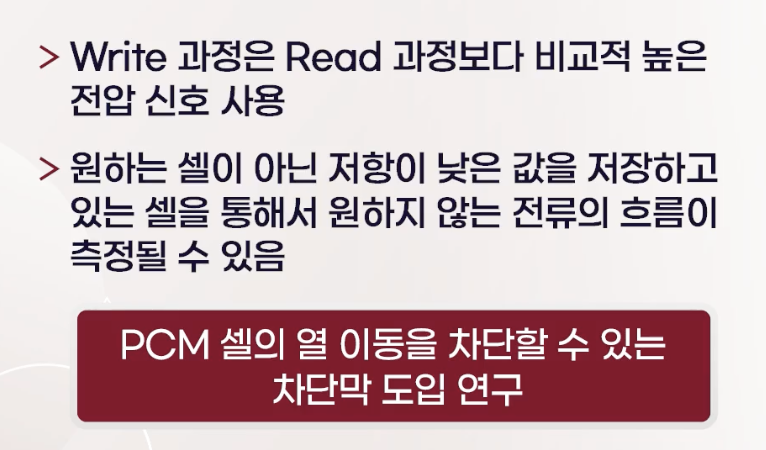 > Write 과정은 Read 과정보다 비교적 높은
전압 신호 사용
> 원하는 셀이 아닌 저항이 낮은 값을 저장하고
있는 셀을 통해서 원하지 않는 전류의 흐름이
측정될 수 있음
PCM 셀의 열 이동을 차단할 수 있는
차단막 도입 연구